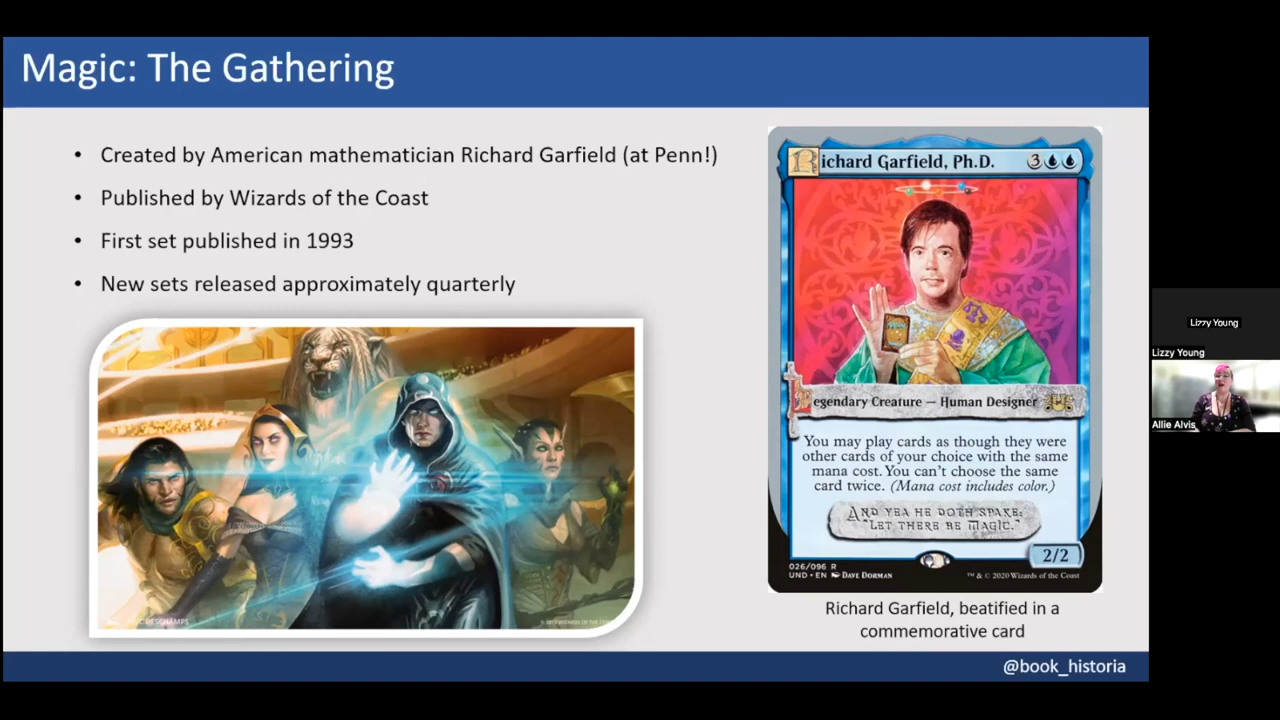 Magic: The Gathering
• Created by American mathematician Richard Garfield (at Penn!)
• Published by Wizards of the Coast
• First set published in 1993
• New sets released approximately quarterly
Richard Garfield, Ph.D. 3
Legendary Creature — Human Designer
You may play cards as though they were
other cards of your choice with the same
mana cost. You can't choose the same
card twice. (Mana cost includes color.)
AND YEA HE DOTH SPAKE:
"LET THERE BE MAGIC."
2/2
026/096 R
UND • EN DAVE DORMAN
™ & © 2020 Wizards of the Coast
Richard Garfield, beatified in a
commemorative card
@book_historia
Lizzy Young
Lizzy Young
Allie Alvis